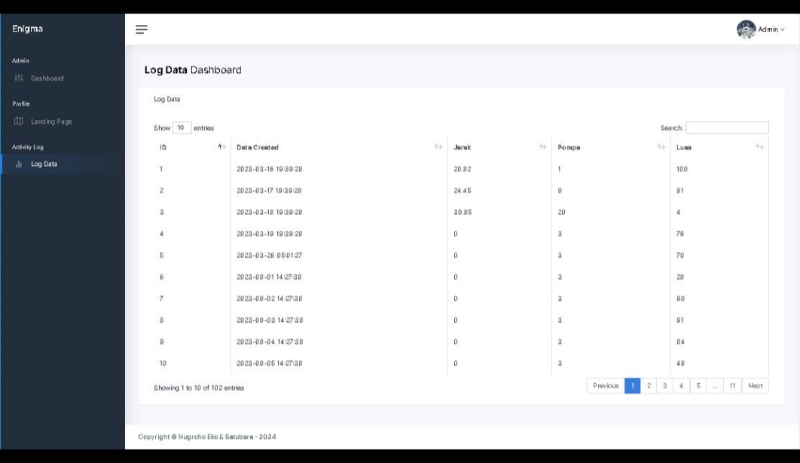 Enigma
Admin
Admin
Dashboard
Profile
Landing Page
Activity Log
Log Data
Log Data Dashboard
Log Data
Show 10 entries
Search:
ID Date Created Jarak Pompa Luas
1 2023-03-16 19:39:28 20.82 1 100
2 2023-03-17 19:39:28 24.45 8 81
3 2023-03-18 19:39:28 30.85 20 4
4 2023-03-19 19:39:28 0 3 76
5 2023-03-26 05:01:27 0 3 70
6 2023-08-01 14:27:38 0 3 20
7 2023-08-02 14:27:38 0 3
8 2023-08-03 14:27:38 0 3 91
9 2023-08-04 14:27:38 0 3 84
10 2023-08-05 14:27:38 0 3
Showing 1 to 10 of 102 entries
Previous 1 2 3 4 5 ... 11 Next
Copyright © Nugroho Eko & Batubara - 2024